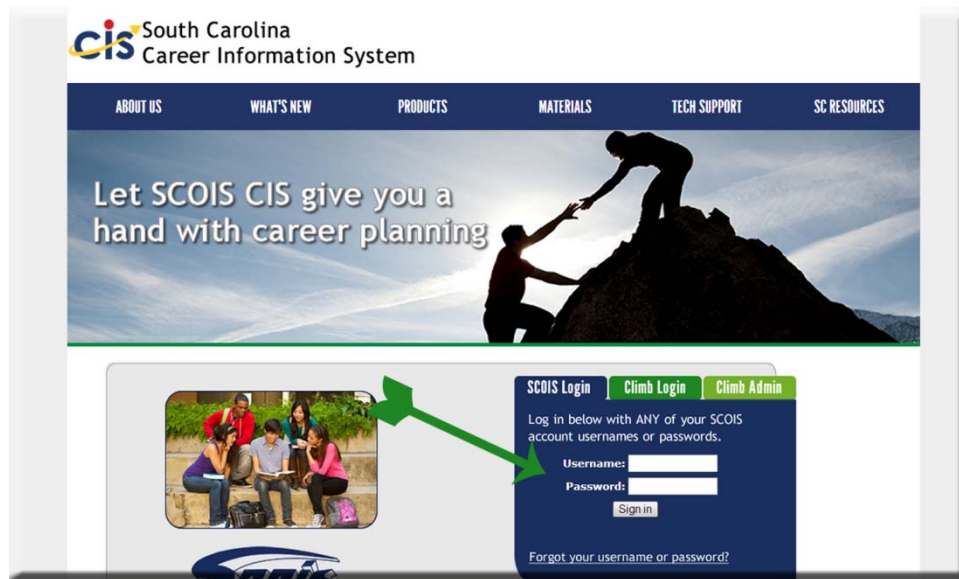 cis
South Carolina
Career Information System
ABOUT US WHAT'S NEW PRODUCTS MATERIALS TECH SUPPORT SC RESOURCES
Let SCOIS CIS give you a
hand with career planning
SCOIS Login Climb Login Climb Admin
Log in below with ANY of your SCOIS
account usernames or passwords.
Username:
Password:
Sign in
Forgot your username or password?